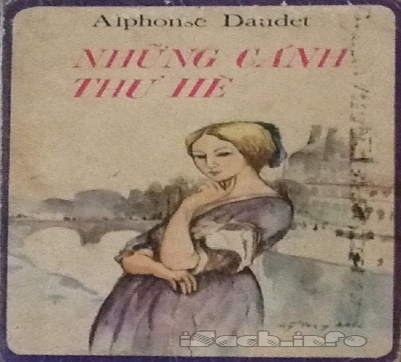 Alphonse Daudet
NHỮNG CÁNH
THƯ HÈ
iSach.info